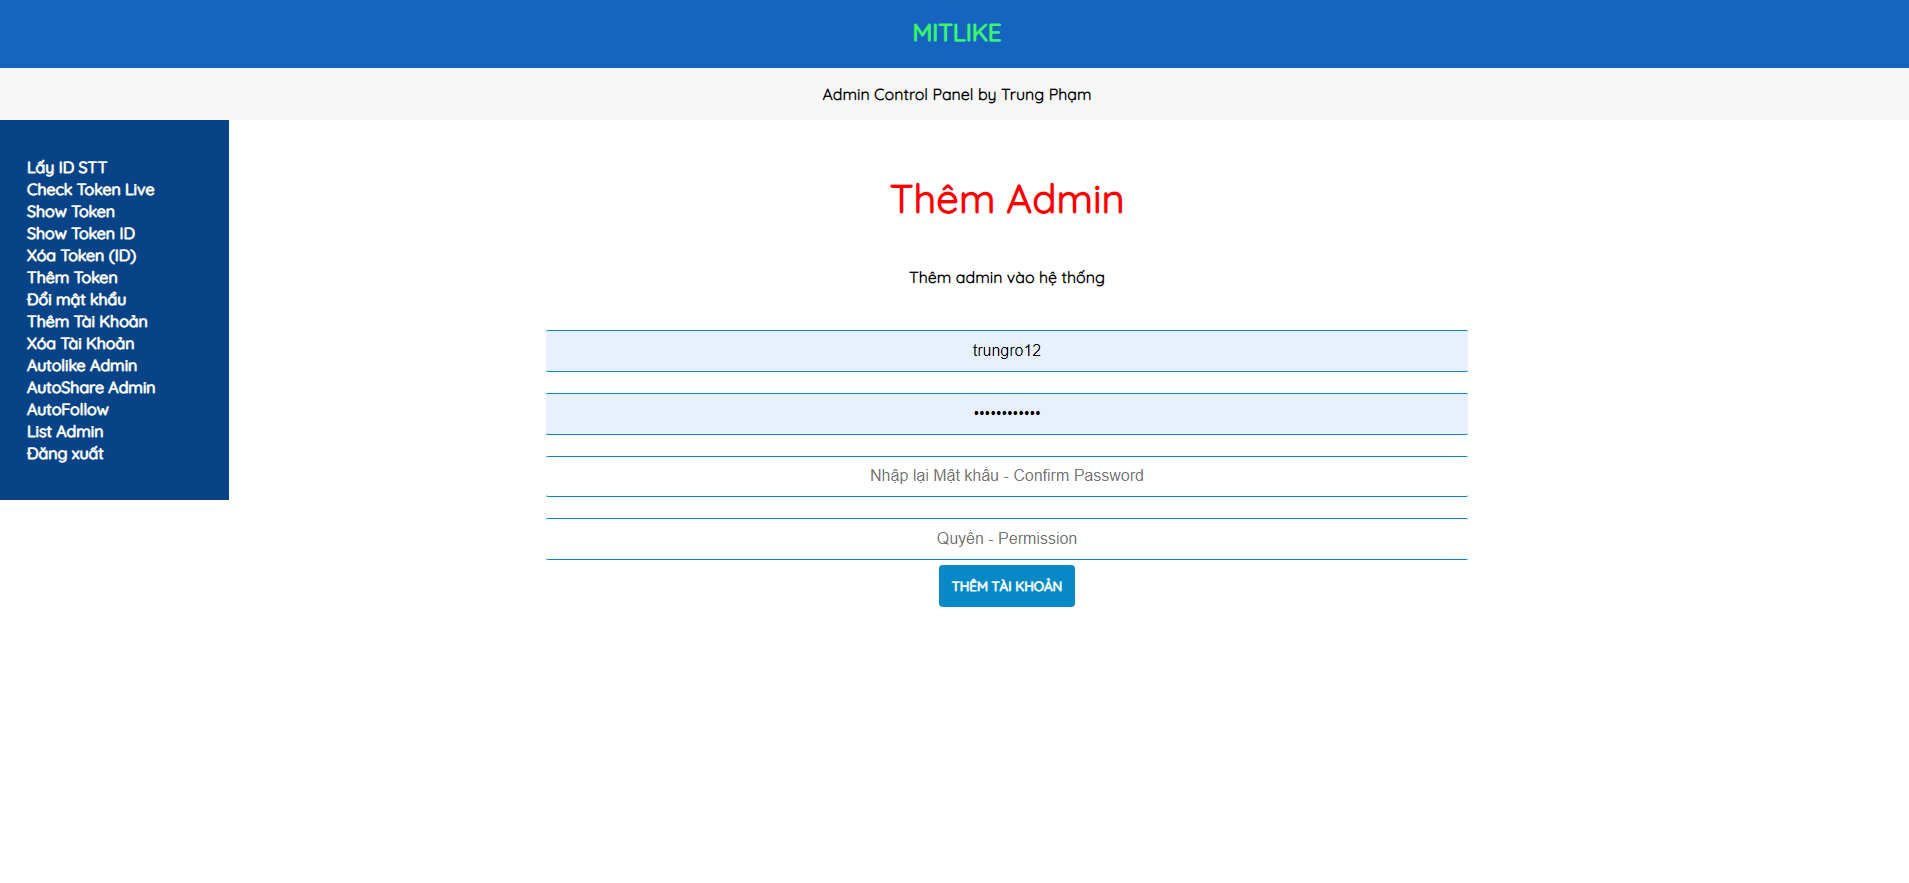 MITLIKE
Admin Control Panel by Trung Phạm
Lấy ID STT
Check Token Live
Show Token
Show Token ID
Xóa Token (ID)
Thêm Token
Đổi mật khẩu
Thêm Tài Khoản
Xóa Tài Khoản
Autolike Admin
AutoShare Admin
AutoFollow
List Admin
Đăng xuất
Thêm Admin
Thêm admin vào hệ thống
trungro12
••••••••••••
Nhập lại Mật khẩu - Confirm Password
Quyền - Permission
THÊM TÀI KHOẢN